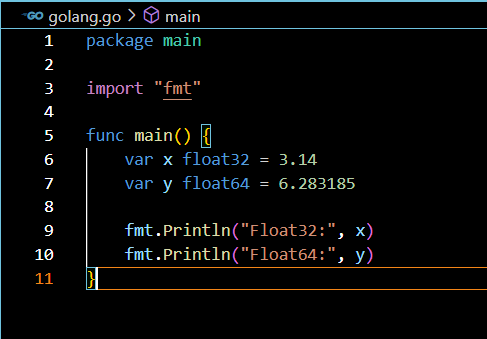 GO golang.go > main
1 package main
2
3 import "fmt"
4
5 func main() {
6     var x float32 = 3.14
7     var y float64 = 6.283185
8
9     fmt.Println("Float32:", x)
10     fmt.Println("Float64:", y)
11 }